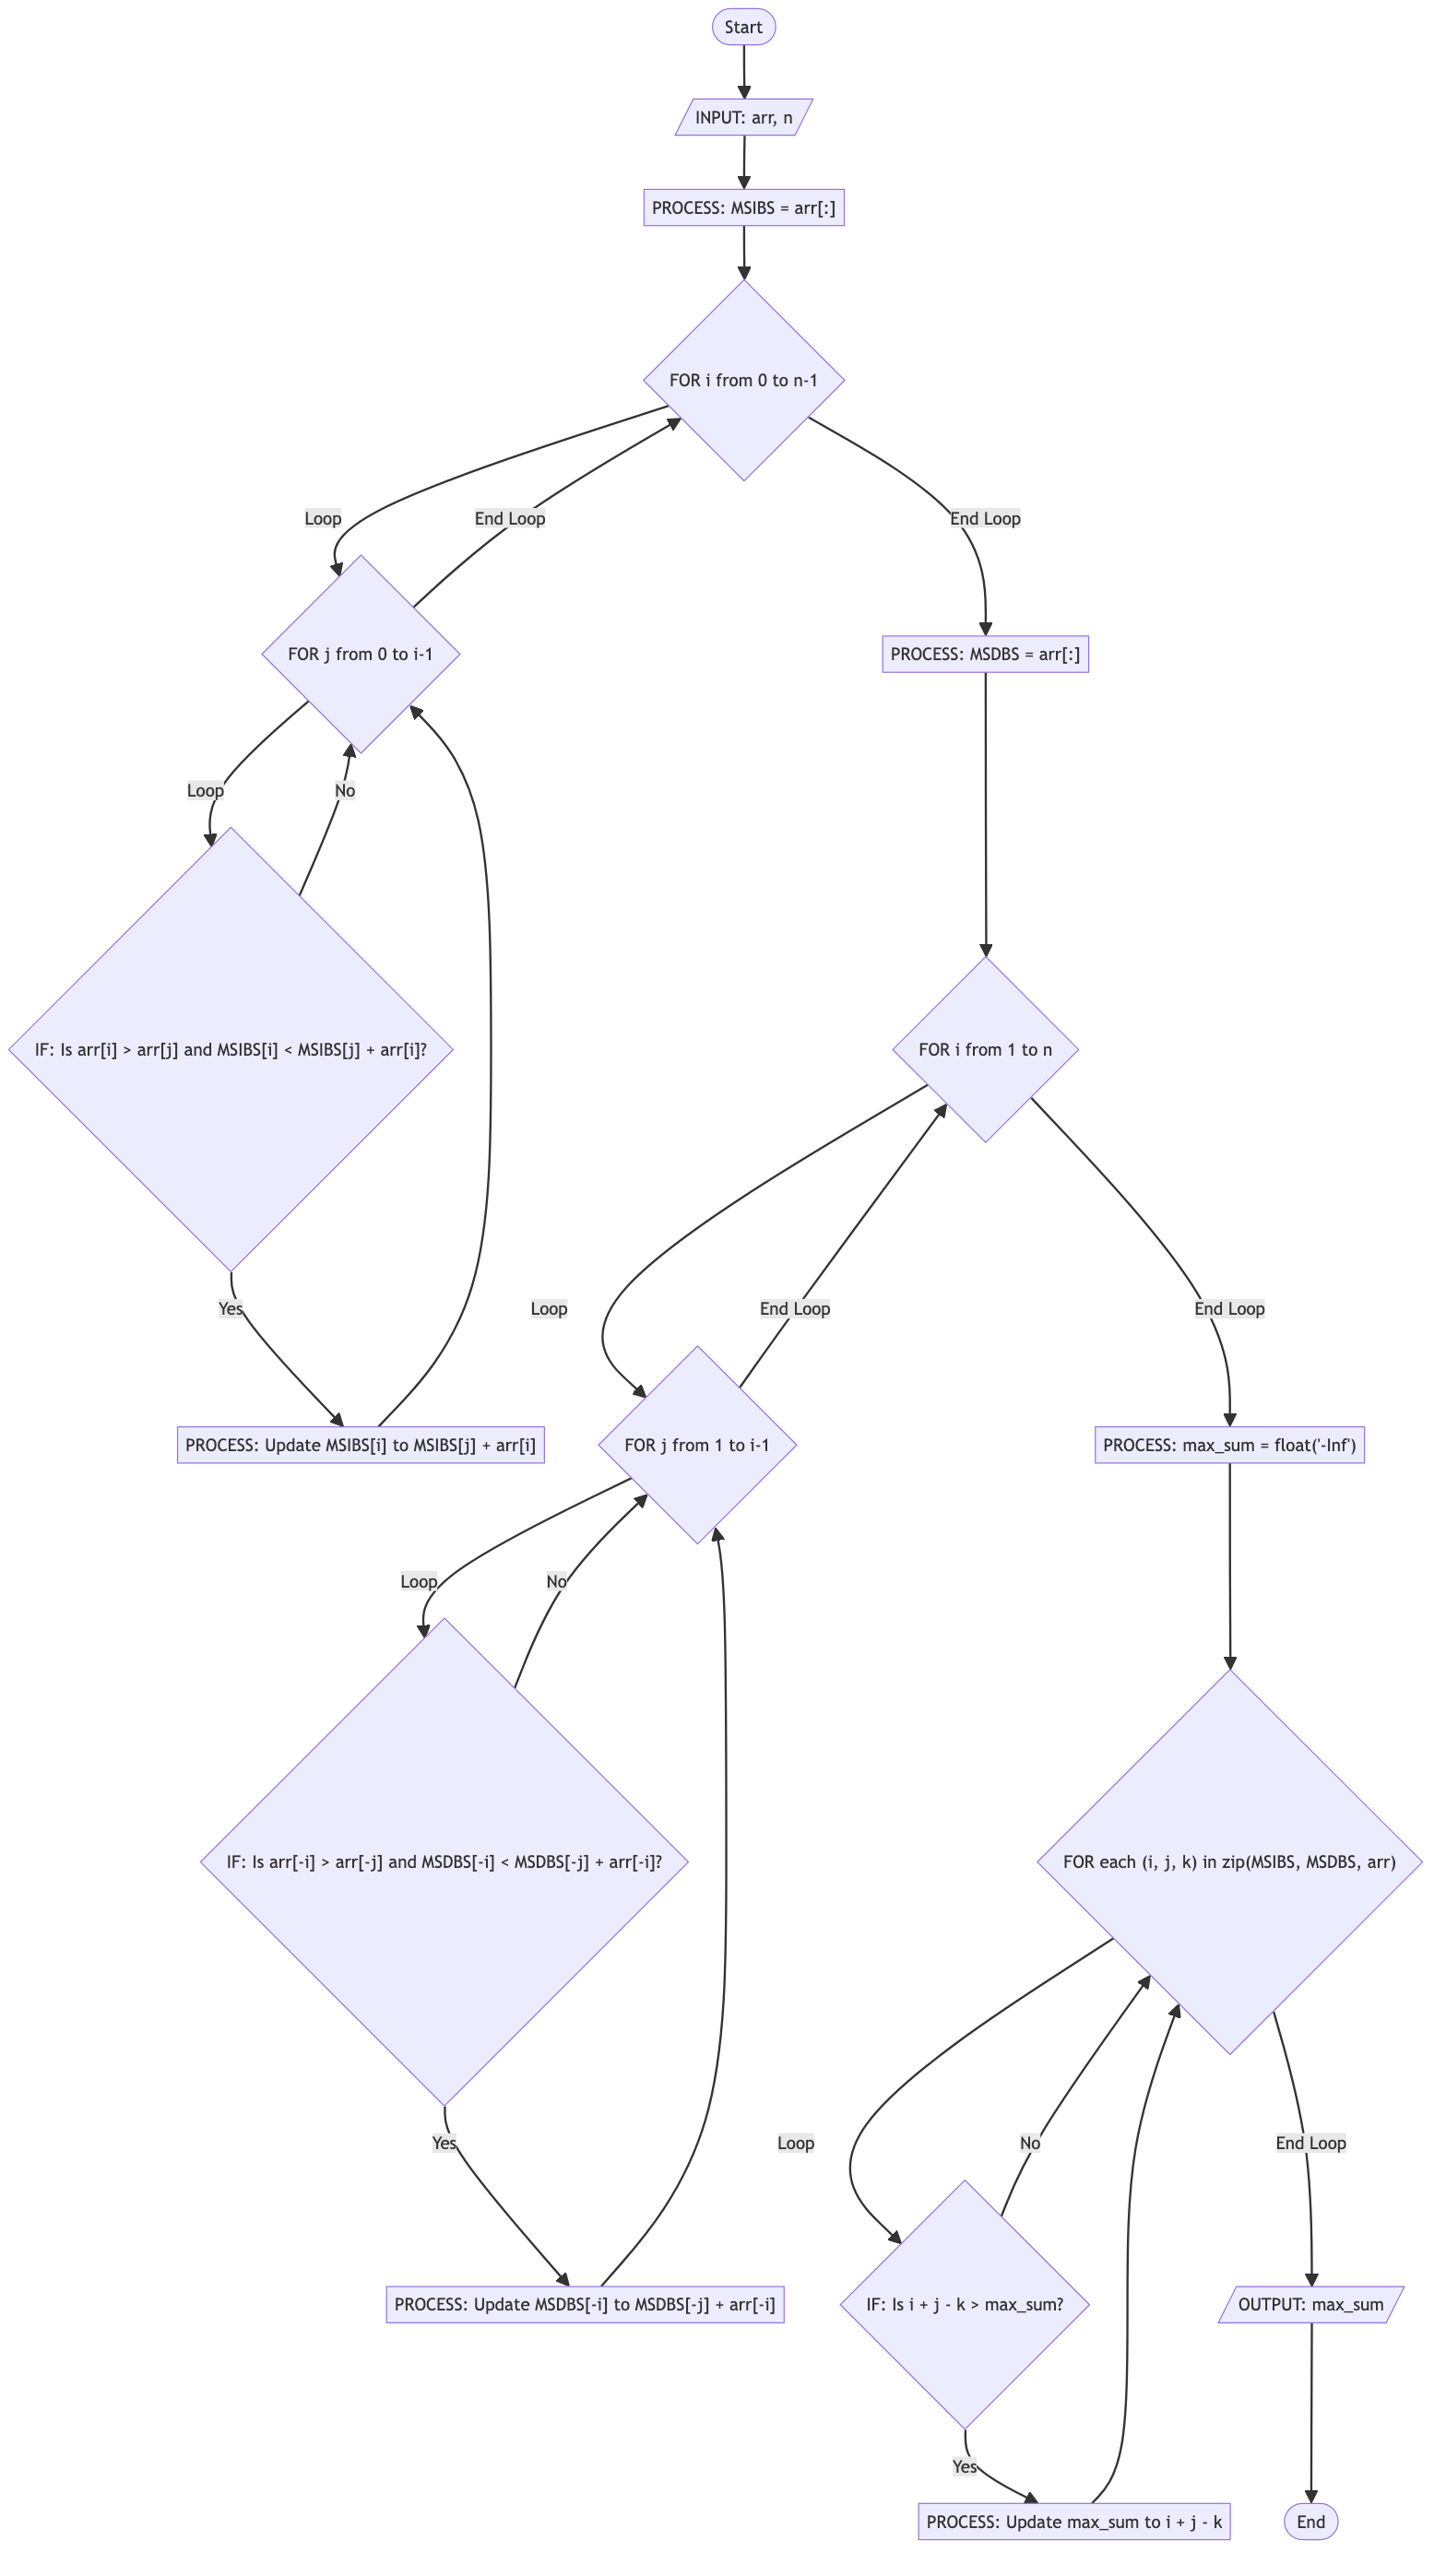 Start
INPUT: arr, n
PROCESS: MSIBS = arr[:]
FOR i from 0 to n-1
Loop
End Loop
End Loop
FOR j from 0 to i-1
PROCESS: MSDBS = arr[:]
Loop
No
IF: Is arr[i] > arr[j] and MSIBS[i] < MSIBS[j] + arr[i]?
FOR i from 1 to n
Yes
Loop
End Loop
End Loop
PROCESS: Update MSIBS[i] to MSIBS[j] + arr[i]
FOR j from 1 to i-1
PROCESS: max_sum = float('-Inf')
Loop
No
IF: Is arr[-i] > arr[-j] and MSDBS[-i] < MSDBS[-j] + arr[-i]?
FOR each (i, j, k) in zip(MSIBS, MSDBS, arr)
Yes
Loop
No
End Loop
PROCESS: Update MSDBS[-i] to MSDBS[-j] + arr[-i]
IF: Is i + j - k > max_sum?
OUTPUT: max_sum
Yes
PROCESS: Update max_sum to i + j - k
End